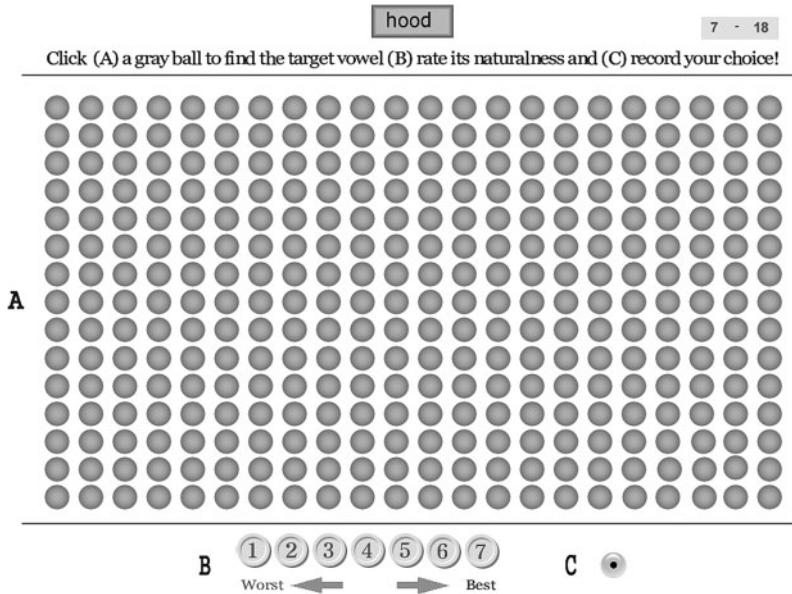 hood
7 - 18
Click (A) a gray ball to find the target vowel (B) rate its naturalness and (C) record your choice!
A
B 1 2 3 4 5 6 7 C
Worst Best